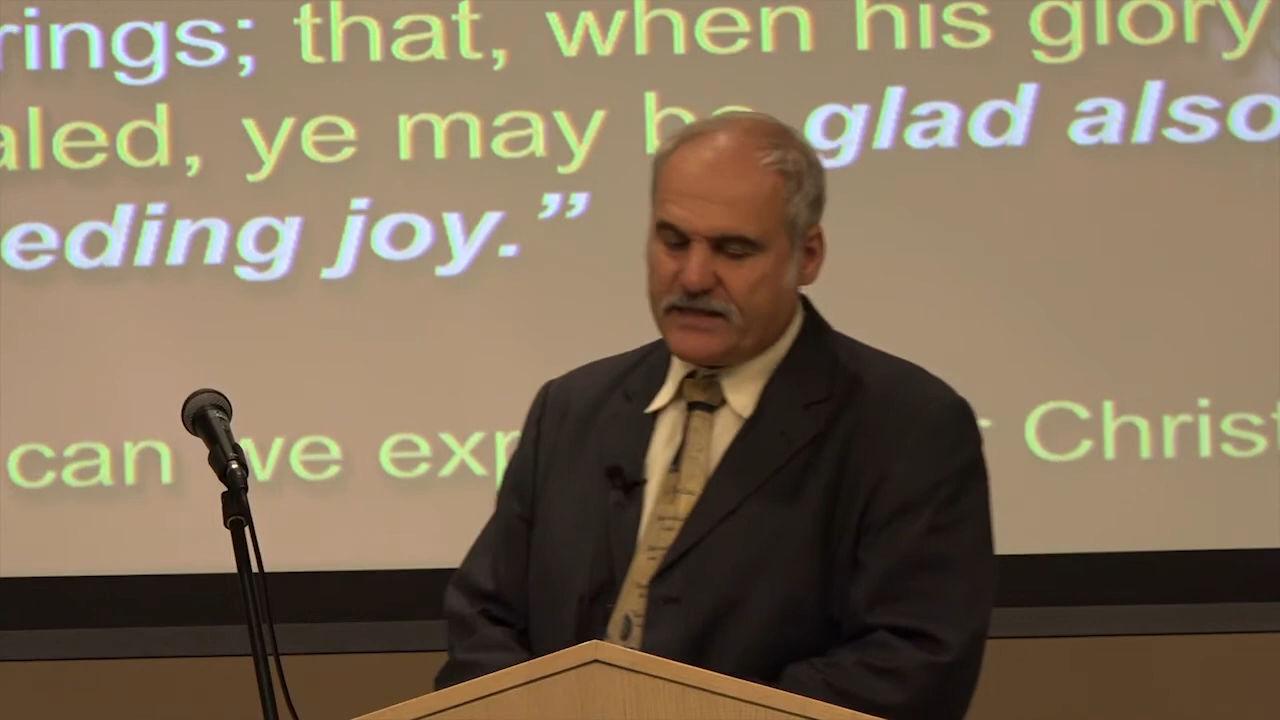 rings; that, when his glory
aled, ye may be glad also
eding joy.”
can we exp r Christ